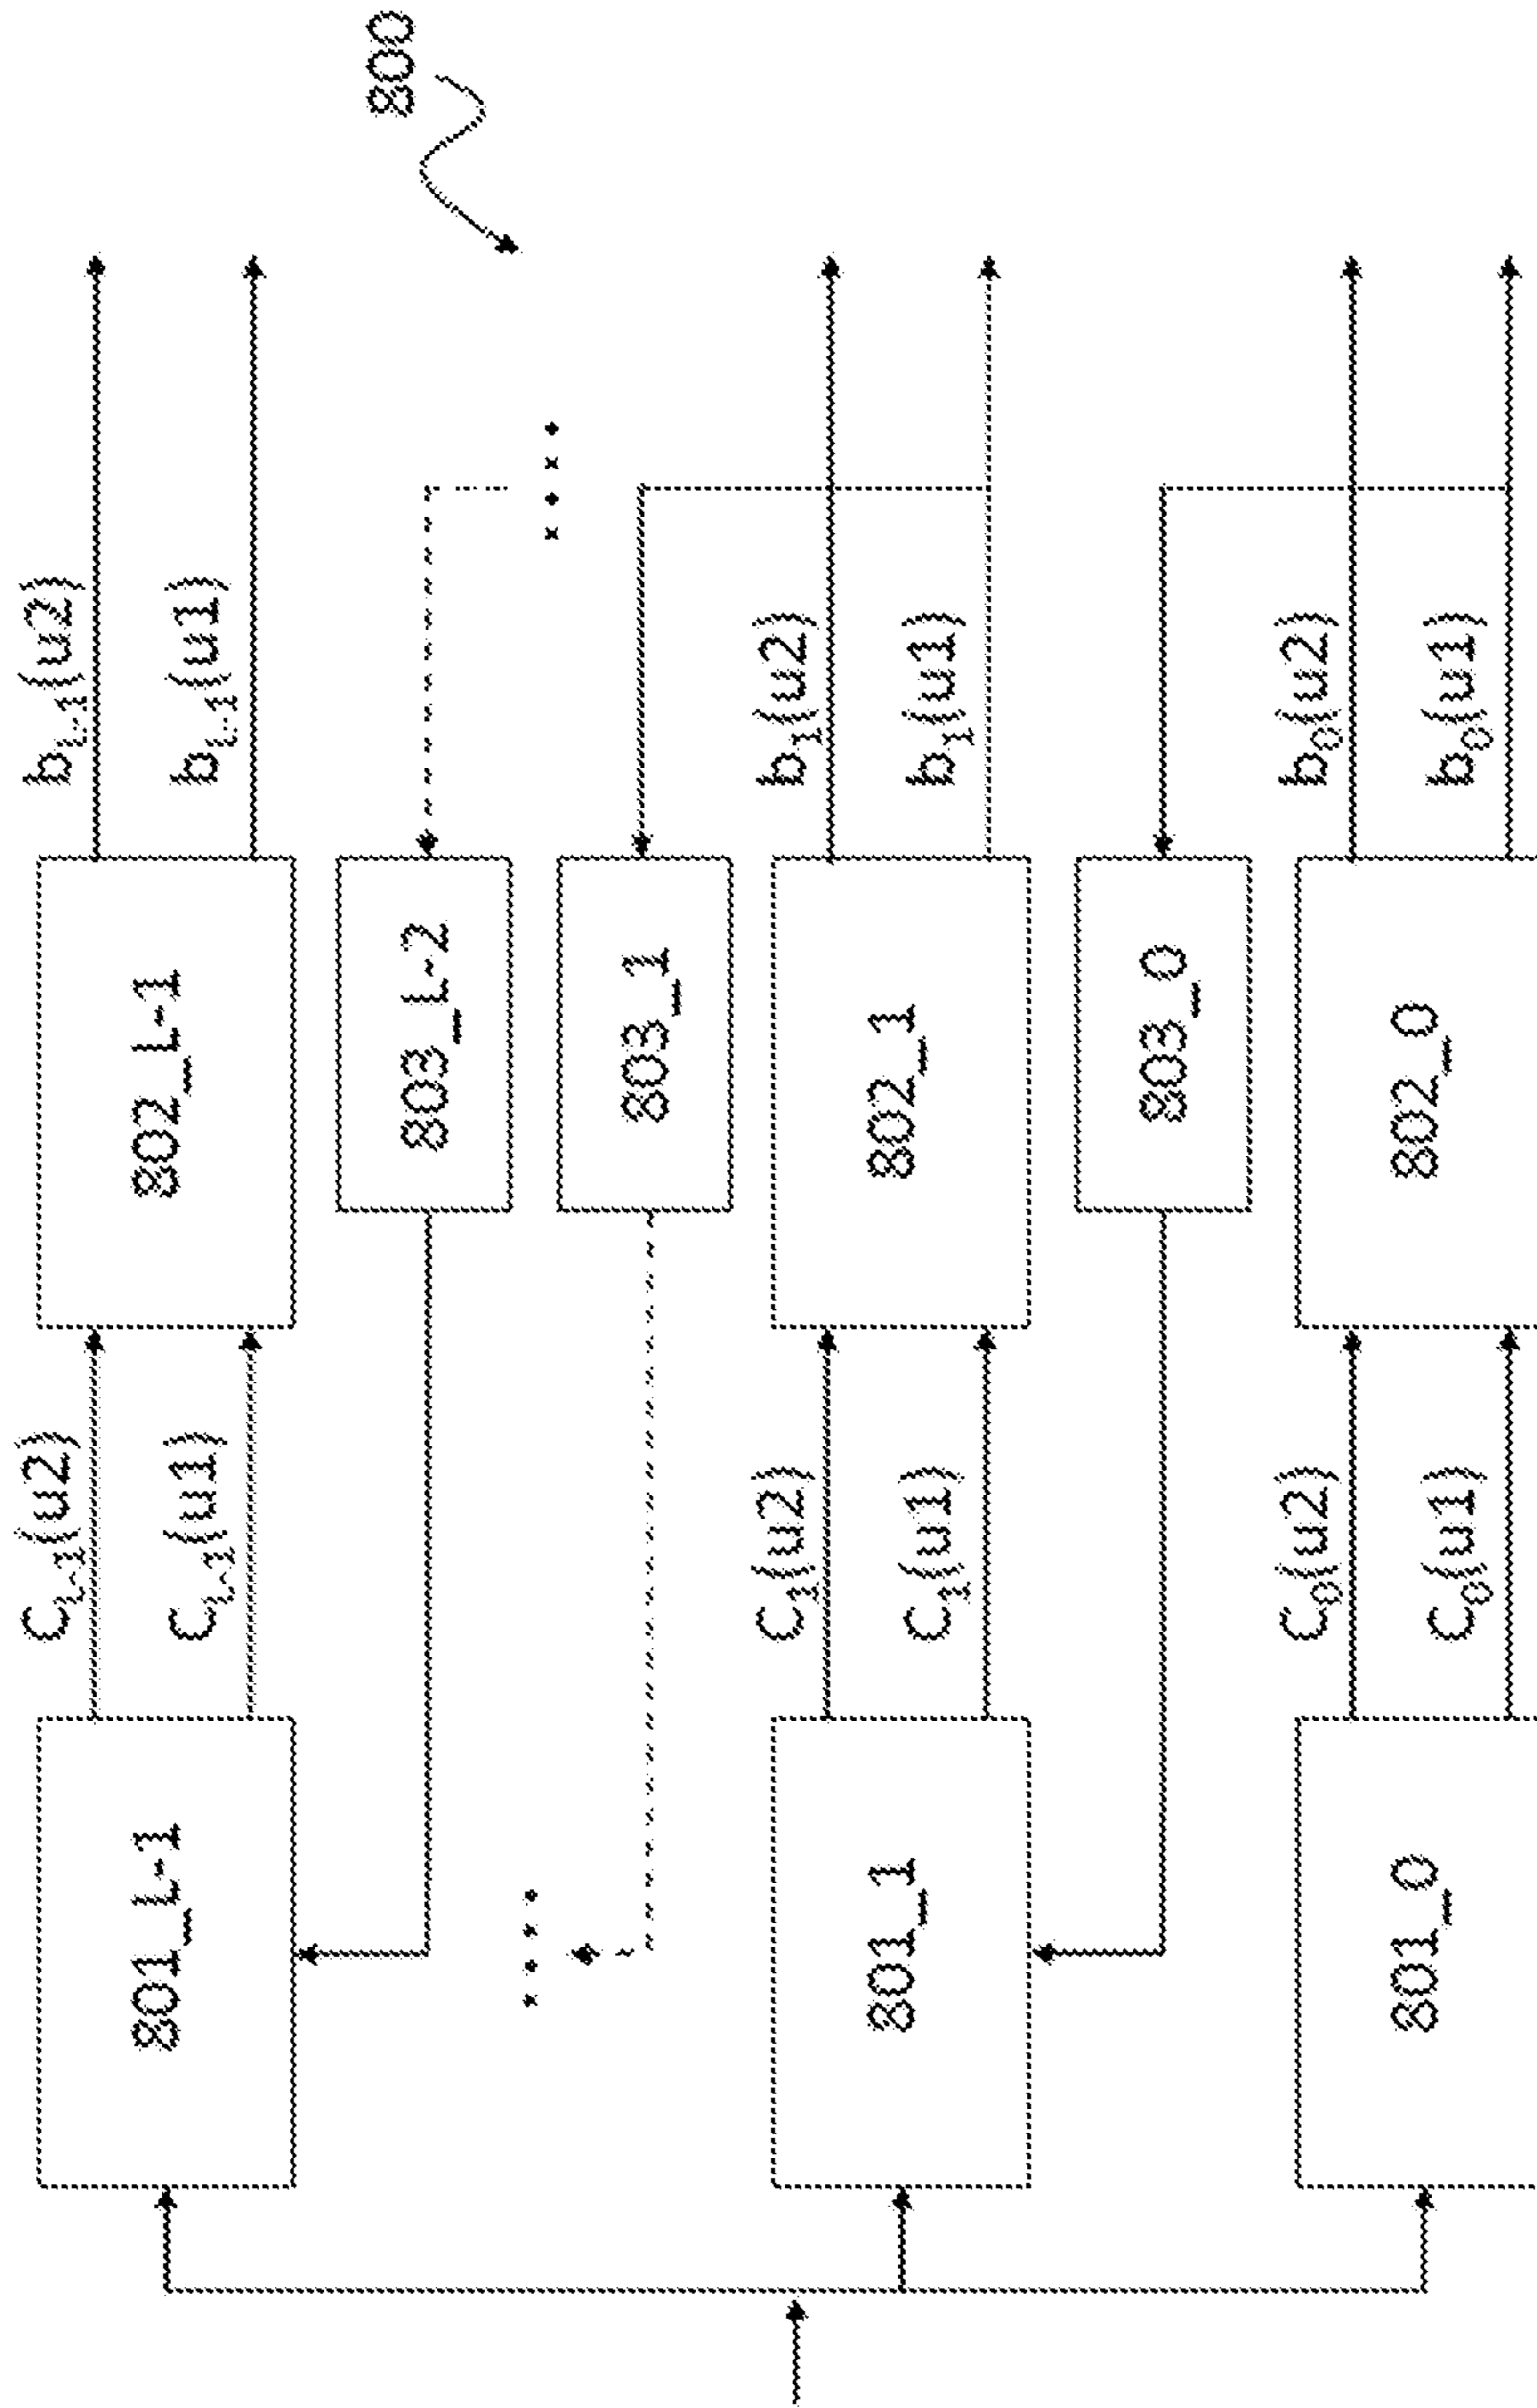 C_{L-1}(u2)
b_{L-1}(u2)
801_L-1
802_L-1
C_{L-1}(u1)
b_{L-1}(u1)
800
803_L-2
803_1
C_1(u2)
b_1(u2)
801_1
802_1
C_1(u1)
b_1(u1)
803_0
C_0(u2)
b_0(u2)
801_0
802_0
C_0(u1)
b_0(u1)